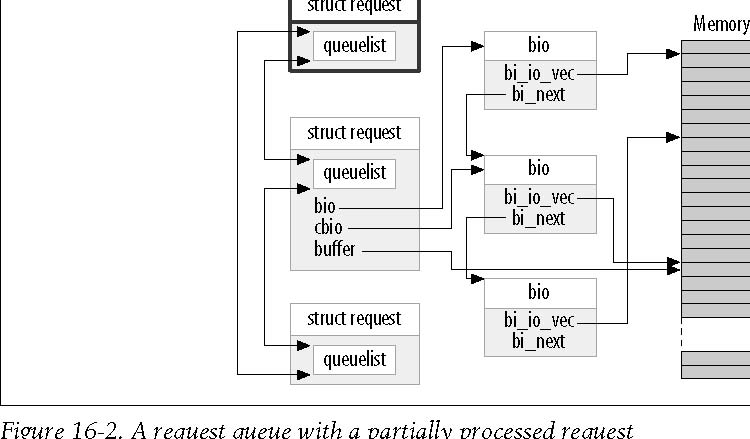 struct request
queuelist
struct request
queuelist
bio
cbio
buffer
struct request
queuelist
bio
bi_io_vec
bi_next
bio
bi_io_vec
bi_next
bio
bi_io_vec
bi_next
Memory
Figure 16-2. A request queue with a partially processed request